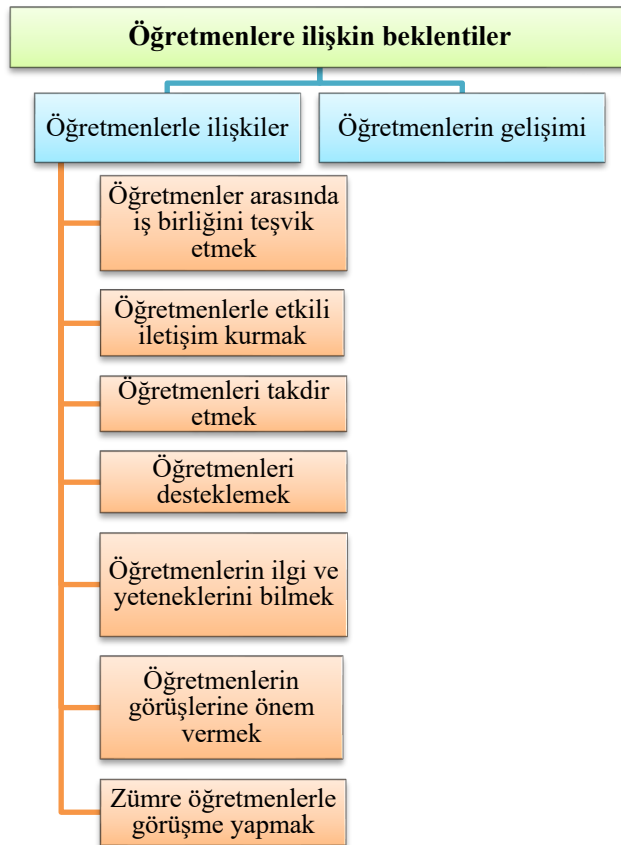 Öğretmenlere ilişkin beklentiler
Öğretmenlerle ilişkiler
Öğretmenlerin gelişimi
Öğretmenler arasında
iş birliğini teşvik
etmek
Öğretmenlerle etkili
iletişim kurmak
Öğretmenleri takdir
etmek
Öğretmenleri
desteklemek
Öğretmenlerin ilgi ve
yeteneklerini bilmek
Öğretmenlerin
görüşlerine önem
vermek
Zümre öğretmenlerle
görüşme yapmak